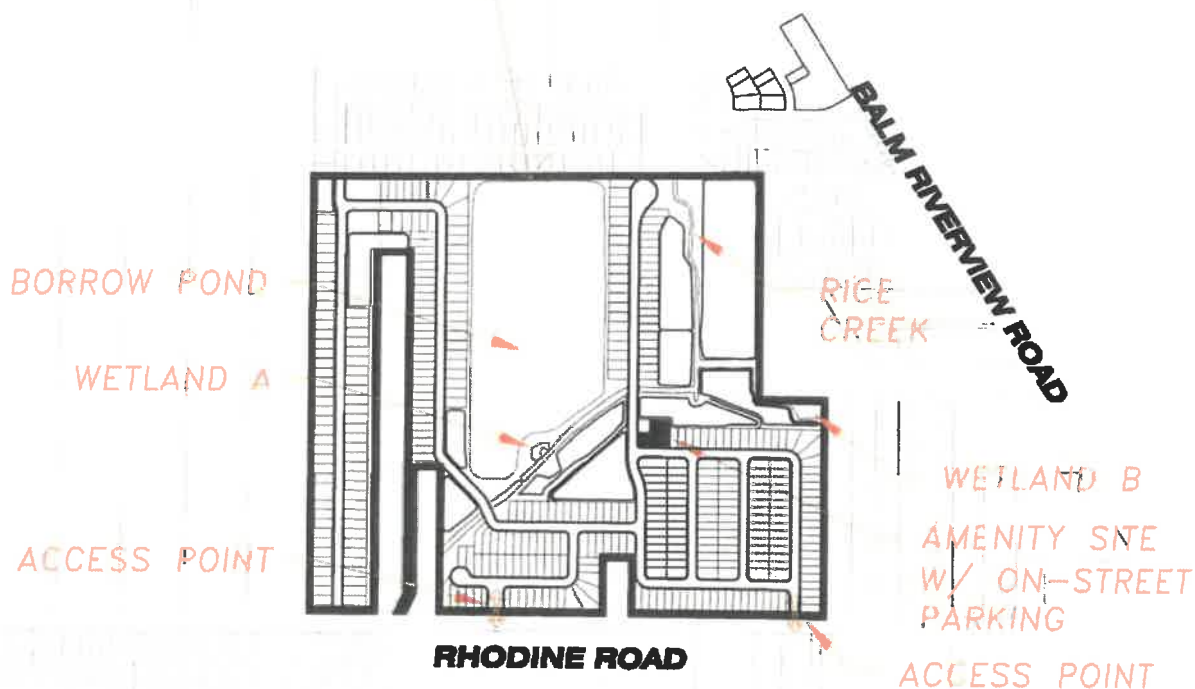 BALM RIVERVIEW ROAD
BORROW POND
RICE
CREEK
WETLAND A
WETLAND B
AMENITY SITE
W/ ON-STREET
PARKING
ACCESS POINT
RHODINE ROAD
ACCESS POINT